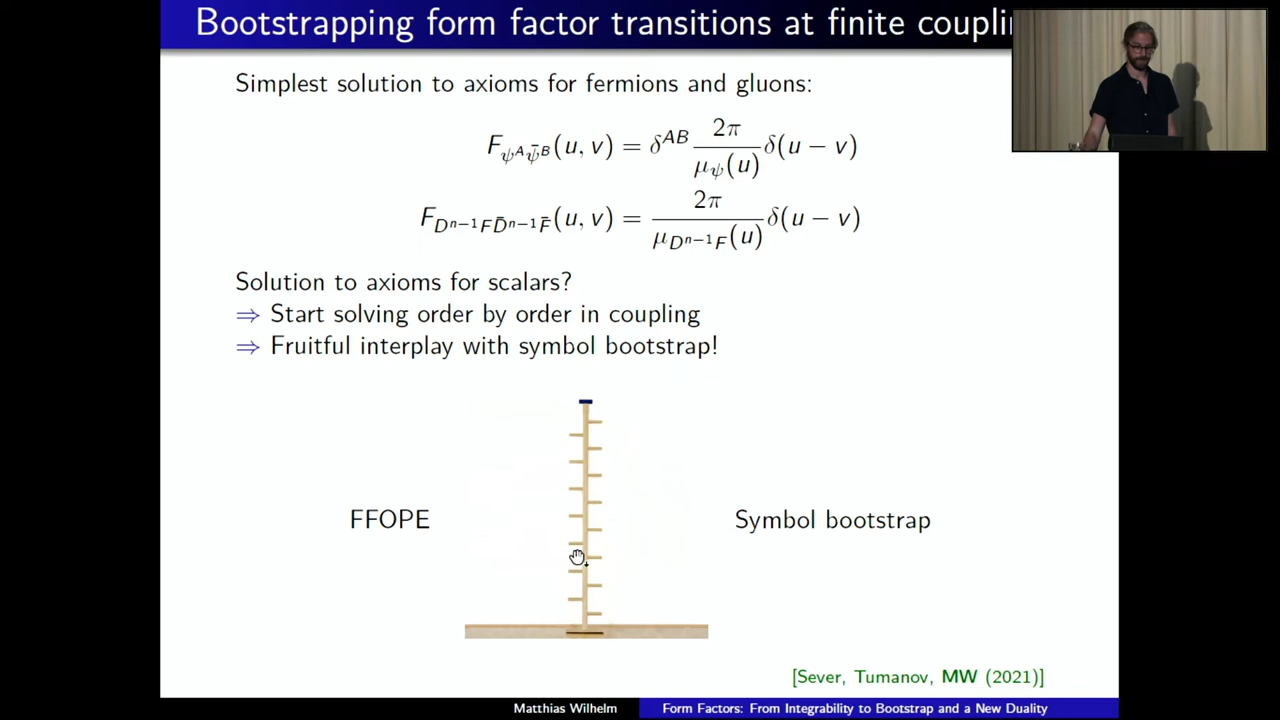 Bootstrapping form factor transitions at finite couplin
Simplest solution to axioms for fermions and gluons:
F_{ψ^A ψ̄^B}(u, v) = δ^{AB} \frac{2π}{μ_ψ(u)} δ(u − v)
F_{D^{n−1}F D̄^{n−1}F̄}(u, v) = \frac{2π}{μ_{D^{n−1}F}(u)} δ(u − v)
Solution to axioms for scalars?
⇒ Start solving order by order in coupling
⇒ Fruitful interplay with symbol bootstrap!
FFOPE
Symbol bootstrap
[Sever, Tumanov, MW (2021)]
Matthias Wilhelm
Form Factors: From Integrability to Bootstrap and a New Duality